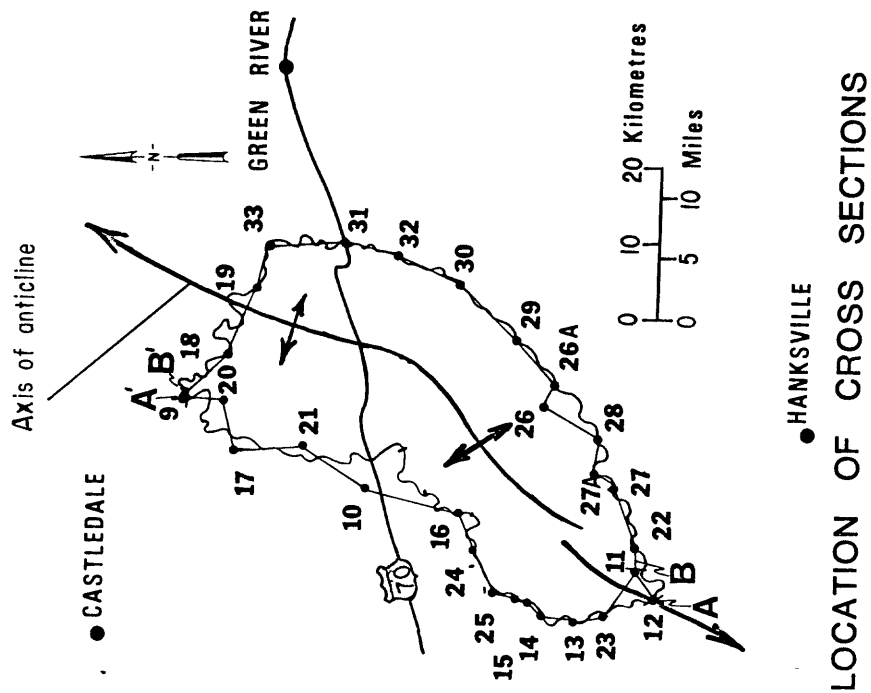 Axis of anticline
CASTLEDALE
-N-
GREEN RIVER
A'
B'
9
18
19
33
20
17
21
10
31
32
30
70
16
24
25
15
14
13
23
12
11
22
27
27A
28
26
26A
29
A
B
0 10 20 Kilometres
0 5 10 Miles
HANKSVILLE
LOCATION OF CROSS SECTIONS